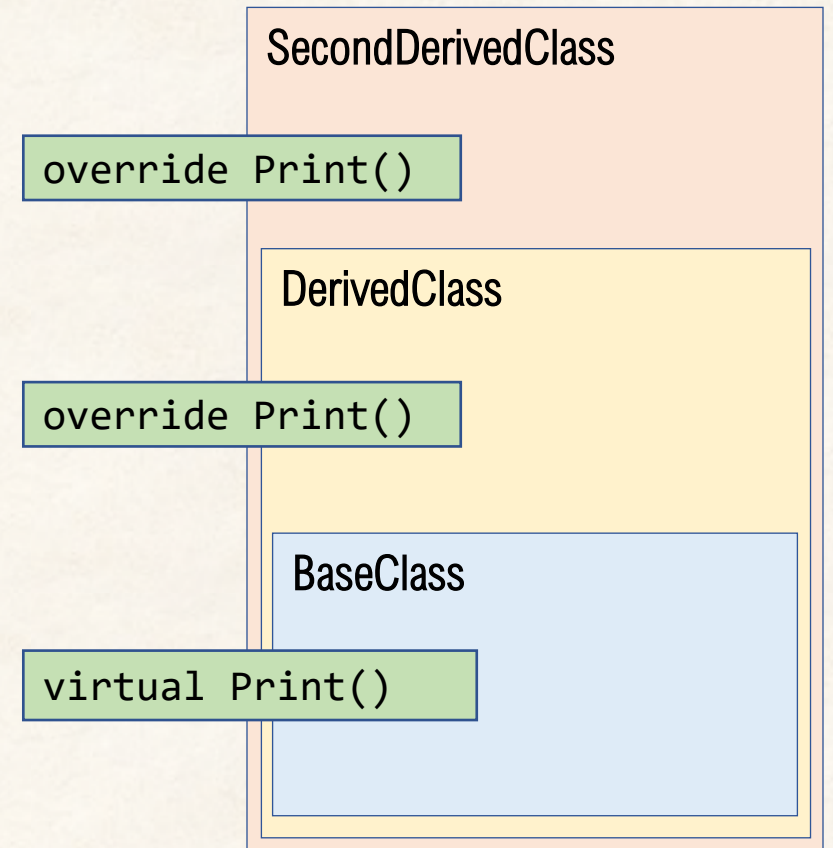 SecondDerivedClass
override Print()
DerivedClass
override Print()
BaseClass
virtual Print()